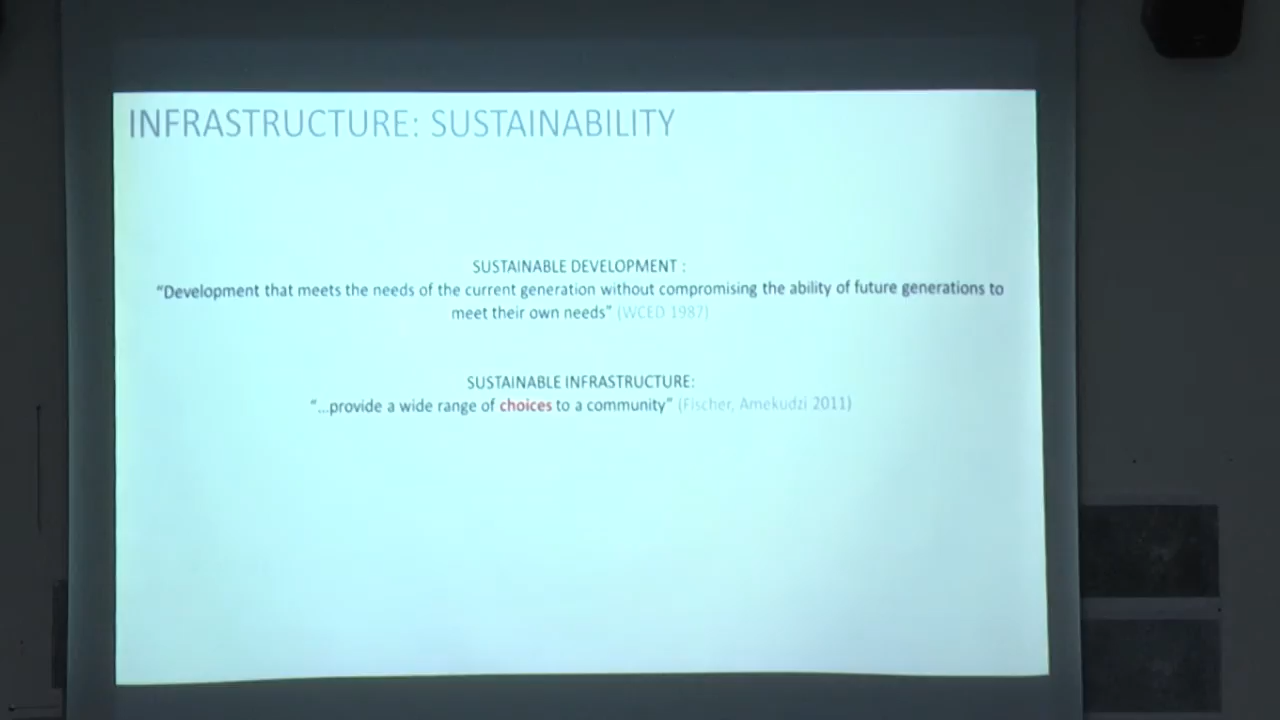 INFRASTRUCTURE: SUSTAINABILITY
SUSTAINABLE DEVELOPMENT :
“Development that meets the needs of the current generation without compromising the ability of future generations to
meet their own needs” (WCED 1987)
SUSTAINABLE INFRASTRUCTURE:
“...provide a wide range of choices to a community” (Fischer, Amekudzi 2011)